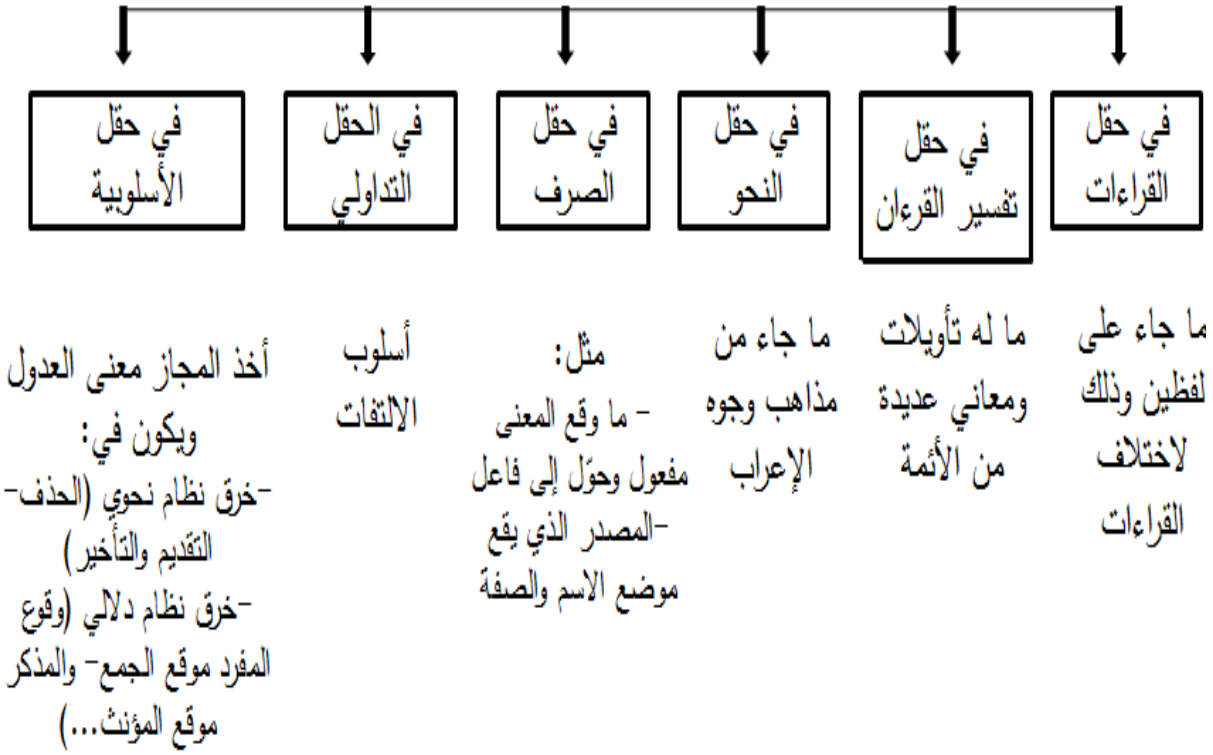 في حقل
القراءات
ما جاء على
لفظين وذلك
لاختلاف
القراءات
في حقل
تفسير القرءان
ما له تأويلات
ومعاني عديدة
من الأئمة
في حقل
النحو
ما جاء من
مذاهب وجوه
الإعراب
في حقل
الصرف
مثل:
- ما وقع المعنى
مفعول وحوّل إلى فاعل
-المصدر الذي يقع
موضع الاسم والصفة
في الحقل
التداولي
أسلوب
الالتفات
في حقل
الأسلوبية
أخذ المجاز معنى العدول
ويكون في:
-خرق نظام نحوي (الحذف-
التقديم والتأخير)
-خرق نظام دلالي (وقوع
المفرد موقع الجمع- والمذكر
موقع المؤنث...)